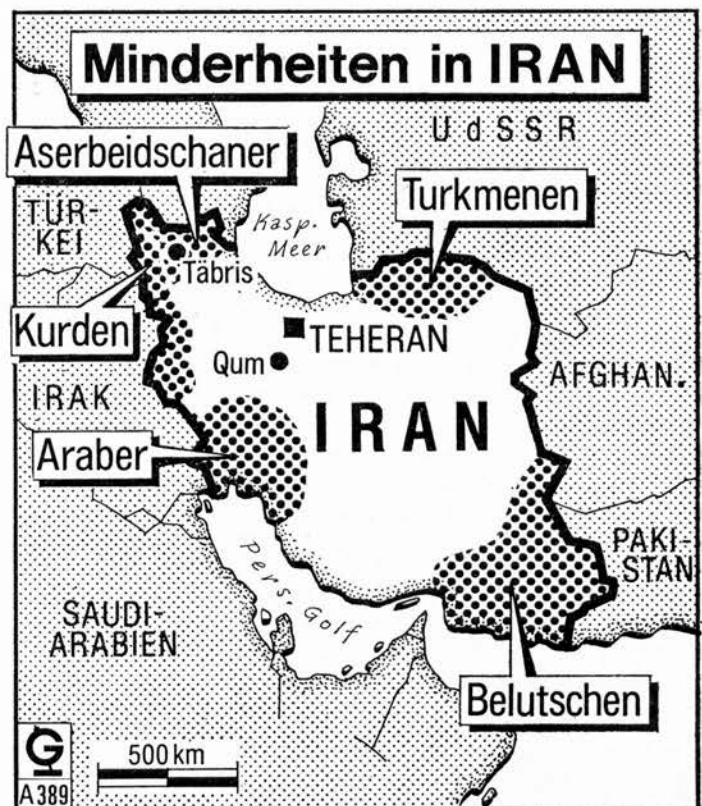 Minderheiten in IRAN
UdSSR
Aserbeidschaner
Turkmenen
TÜR-
KEI
Kasp.
Meer
Täbris
Kurden
TEHERAN
Qum
AFGHAN.
IRAK
IRAN
Araber
PAKI-
STAN
Pers. Golf
SAUDI-
ARABIEN
Belutschen
G
A 389
500 km